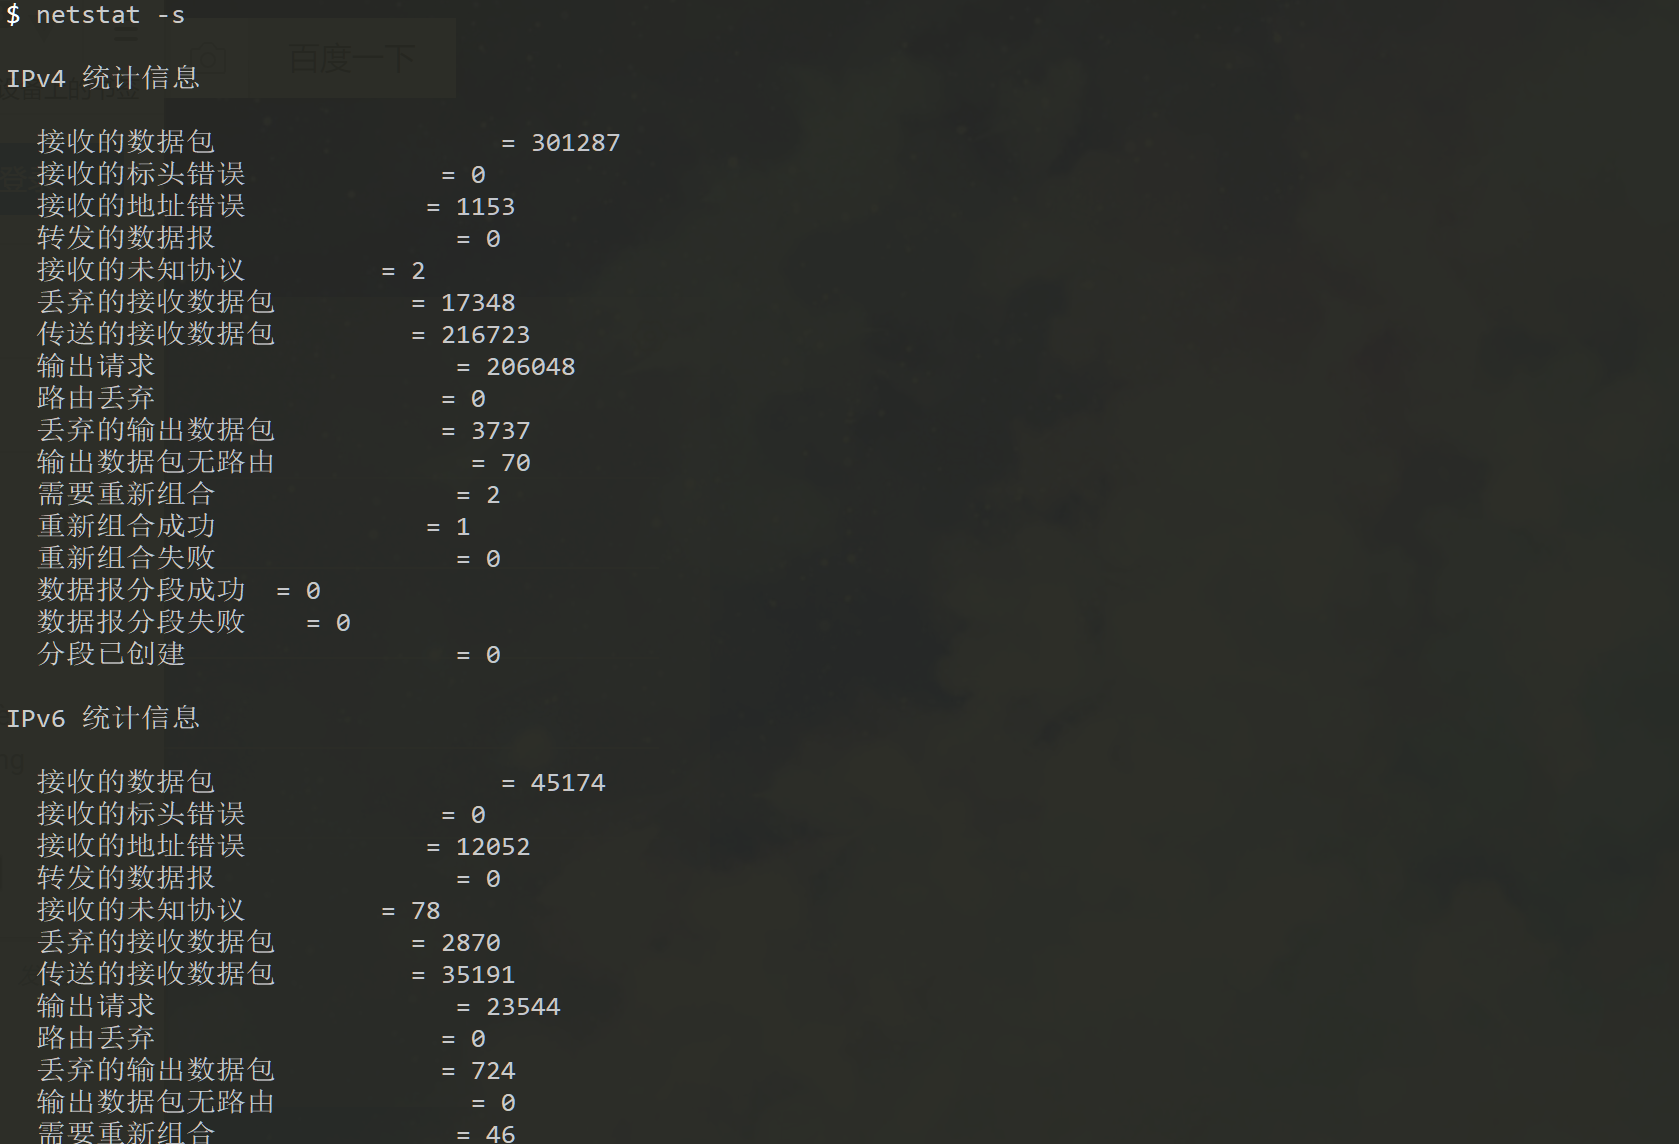 $ netstat -s
百度一下
IPv4 统计信息
接收的数据包 = 301287
接收的标头错误 = 0
接收的地址错误 = 1153
转发的数据报 = 0
接收的未知协议 = 2
丢弃的接收数据包 = 17348
传送的接收数据包 = 216723
输出请求 = 206048
路由丢弃 = 0
丢弃的输出数据包 = 3737
输出数据包无路由 = 70
需要重新组合 = 2
重新组合成功 = 1
重新组合失败 = 0
数据报分段成功 = 0
数据报分段失败 = 0
分段已创建 = 0
IPv6 统计信息
接收的数据包 = 45174
接收的标头错误 = 0
接收的地址错误 = 12052
转发的数据报 = 0
接收的未知协议 = 78
丢弃的接收数据包 = 2870
传送的接收数据包 = 35191
输出请求 = 23544
路由丢弃 = 0
丢弃的输出数据包 = 724
输出数据包无路由 = 0
需要重新组合 = 46